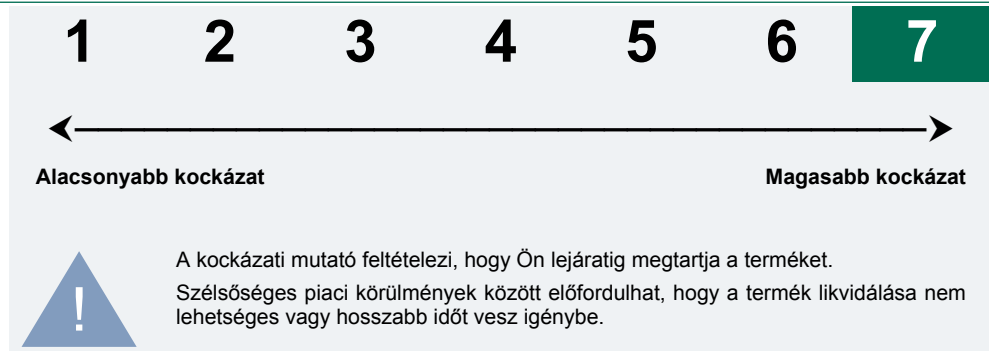 1 2 3 4 5 6 7
Alacsonyabb kockázat Magasabb kockázat
A kockázati mutató feltételezi, hogy Ön lejáratig megtartja a terméket.
Szélsőséges piaci körülmények között előfordulhat, hogy a termék likvidálása nem
lehetséges vagy hosszabb időt vesz igénybe.
!